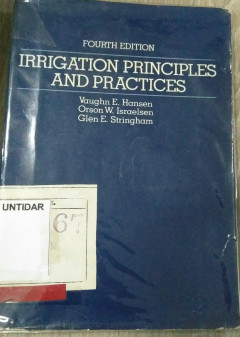 FOURTH EDITION
IRRIGATION PRINCIPLES
AND PRACTICES
Vaughn E. Hansen
Orson W. Israelsen
Glen E. Stringham
UNTIDAR
67